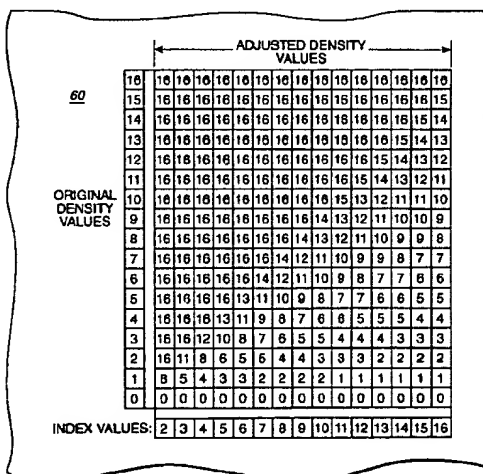 ADJUSTED DENSITY
VALUES
60
ORIGINAL
DENSITY
VALUES
16 16 16 16 16 16 16 16 16 16 16 16 16 16 16 16
15 16 16 16 16 16 16 16 16 16 16 16 16 16 16 15
14 16 16 16 16 16 16 16 16 16 16 16 16 16 15 14
13 16 16 16 16 16 16 16 16 16 16 16 16 15 14 13
12 16 16 16 16 16 16 16 16 16 16 16 15 14 13 12
11 16 16 16 16 16 16 16 16 16 16 15 14 13 12 11
10 16 16 16 16 16 16 16 16 16 15 13 12 11 11 10
9 16 16 16 16 16 16 16 16 14 13 12 11 10 10 9
8 16 16 16 16 16 16 16 14 13 12 11 10 9 9 8
7 16 16 16 16 16 16 14 12 11 10 9 9 8 7 7
6 16 16 16 16 16 14 12 11 10 9 8 7 7 6 6
5 16 16 16 16 13 11 10 9 8 7 7 6 6 5 5
4 16 16 16 13 11 9 8 7 6 6 5 5 5 4 4
3 16 16 12 10 8 7 6 5 5 4 4 4 3 3 3
2 16 11 8 6 5 5 4 4 3 3 3 2 2 2 2
1 8 5 4 3 3 2 2 2 2 1 1 1 1 1 1
0 0 0 0 0 0 0 0 0 0 0 0 0 0 0 0
INDEX VALUES: 2 3 4 5 6 7 8 9 10 11 12 13 14 15 16